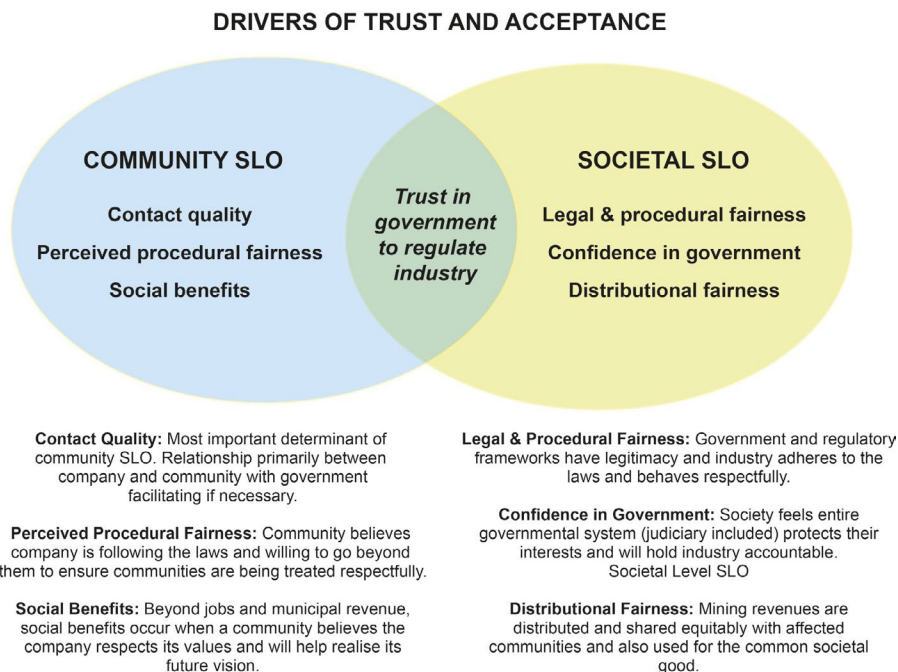 DRIVERS OF TRUST AND ACCEPTANCE
COMMUNITY SLO
Contact quality
Perceived procedural fairness
Social benefits
Trust in
government
to regulate
industry
SOCIETAL SLO
Legal & procedural fairness
Confidence in government
Distributional fairness
Contact Quality: Most important determinant of
community SLO. Relationship primarily between
company and community with government
facilitating if necessary.
Perceived Procedural Fairness: Community believes
company is following the laws and willing to go beyond
them to ensure communities are being treated respectfully.
Social Benefits: Beyond jobs and municipal revenue,
social benefits occur when a community believes the
company respects its values and will help realise its
future vision.
Legal & Procedural Fairness: Government and regulatory
frameworks have legitimacy and industry adheres to the
laws and behaves respectfully.
Confidence in Government: Society feels entire
governmental system (judiciary included) protects their
interests and will hold industry accountable.
Societal Level SLO
Distributional Fairness: Mining revenues are
distributed and shared equitably with affected
communities and also used for the common societal
good.